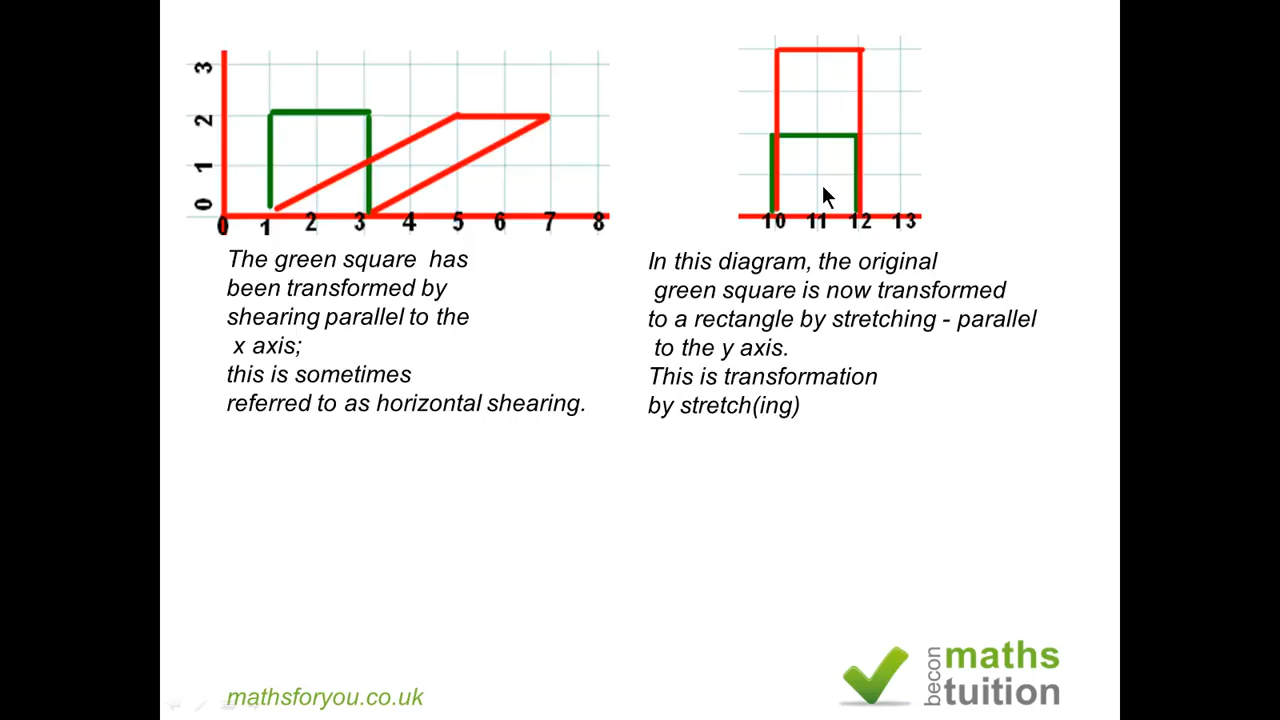 3
2
1
0
0 1 2 3 4 5 6 7 8
10 11 12 13
The green square has
been transformed by
shearing parallel to the
x axis;
this is sometimes
referred to as horizontal shearing.
In this diagram, the original
green square is now transformed
to a rectangle by stretching - parallel
to the y axis.
This is transformation
by stretch(ing)
mathsforyou.co.uk
becon
maths
tuition